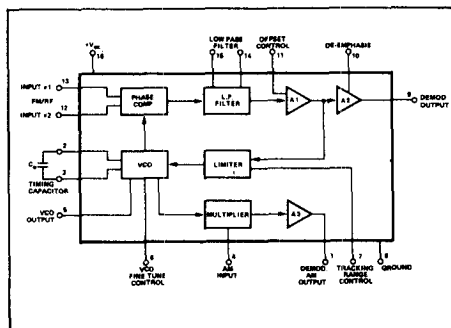 +Vcc
16
LOW PASS
FILTER
15
14
OFFSET
CONTROL
11
DE-EMPHASIS
10
INPUT #1
13
FM/RF
INPUT #2
12
PHASE
COMP
L.P.
FILTER
A1
A2
9
DEMOD
OUTPUT
2
Co
3
TIMING
CAPACITOR
VCO
LIMITER
VCO
OUTPUT
5
MULTIPLIER
A3
6
VCO
FINE TUNE
CONTROL
4
AM
INPUT
1
DEMOD
AM
OUTPUT
7
TRACKING
RANGE
CONTROL
8
GROUND